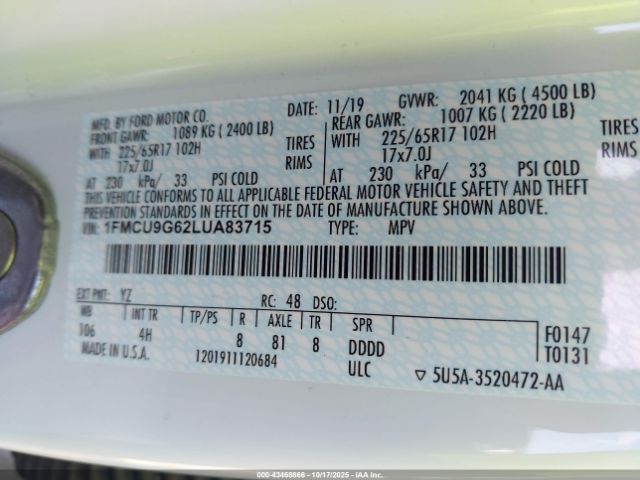 MFD. BY FORD MOTOR CO. DATE: 11/19 GVWR: 2041 KG ( 4500 LB)
FRONT GAWR: 1089 KG ( 2400 LB) REAR GAWR: 1007 KG ( 2220 LB)
WITH 225/65R17 102H TIRES WITH 225/65R17 102H TIRES
17x7.0J RIMS 17x7.0J RIMS
AT 230 kPa/ 33 PSI COLD AT 230 kPa/ 33 PSI COLD
THIS VEHICLE CONFORMS TO ALL APPLICABLE FEDERAL MOTOR VEHICLE SAFETY AND THEFT
PREVENTION STANDARDS IN EFFECT ON THE DATE OF MANUFACTURE SHOWN ABOVE.
VIN: 1FMCU9G62LUA83715 TYPE: MPV
EXT PNT: YZ RC: 48 DSO:
WB INT TR TP/PS R AXLE TR SPR
106 4H 8 81 8 DDDD F0147
MADE IN U.S.A. 1201911120684 ULC T0131
5U5A-3520472-AA
000-43468866 - 10/17/2025 - IAA Inc.